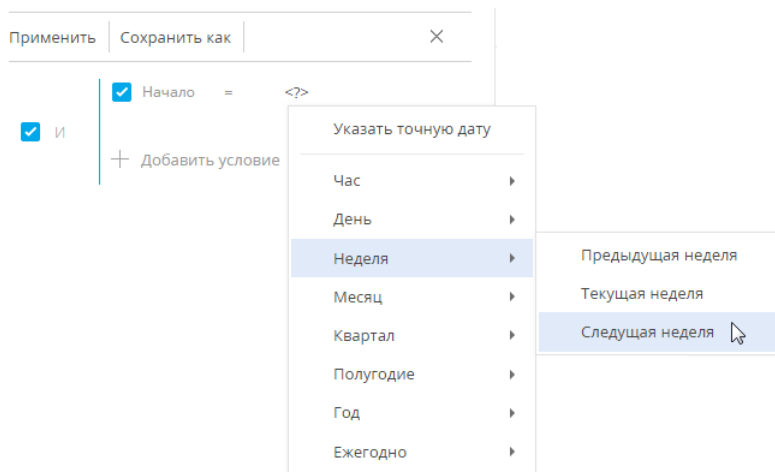 Применить Сохранить как
Начало = <?>
И
Указать точную дату
Добавить условие
Час
День
Неделя
Предыдущая неделя
Месяц
Текущая неделя
Квартал
Следущая неделя
Полугодие
Год
Ежегодно